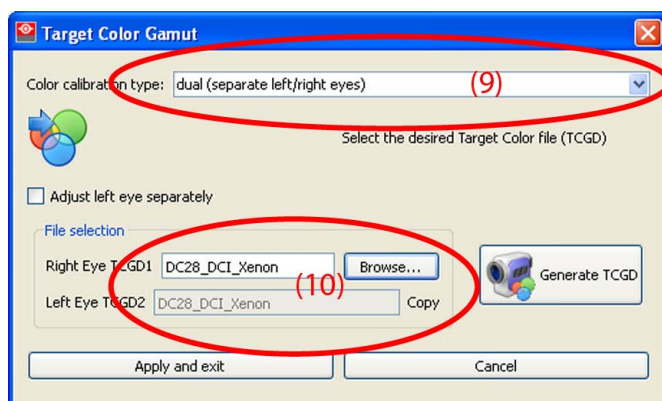 Target Color Gamut
Color calibration type: dual (separate left/right eyes) (9)
Select the desired Target Color file (TCGD)
Adjust left eye separately
File selection
Right Eye TCGD1 DC28_DCI_Xenon Browse...
(10)
Generate TCGD
Left Eye TCGD2 DC28_DCI_Xenon Copy
Apply and exit Cancel